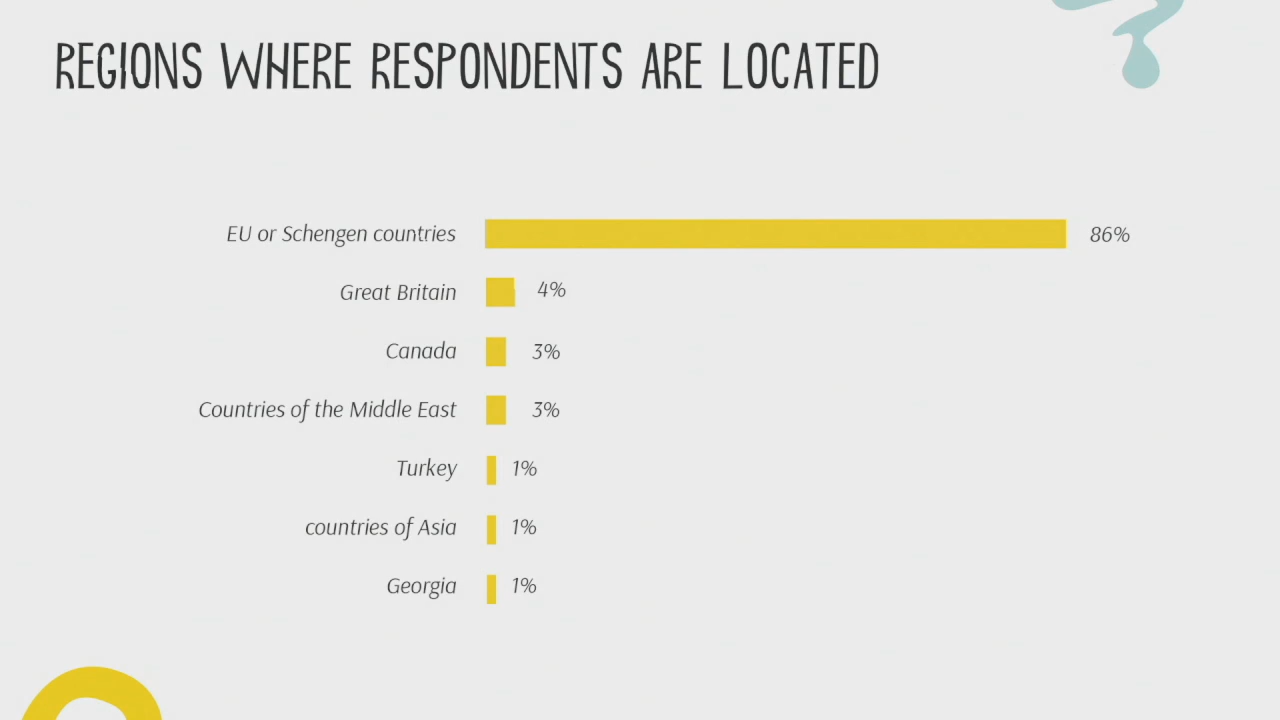 REGIONS WHERE RESPONDENTS ARE LOCATED
EU or Schengen countries 86%
Great Britain 4%
Canada 3%
Countries of the Middle East 3%
Turkey 1%
countries of Asia 1%
Georgia 1%